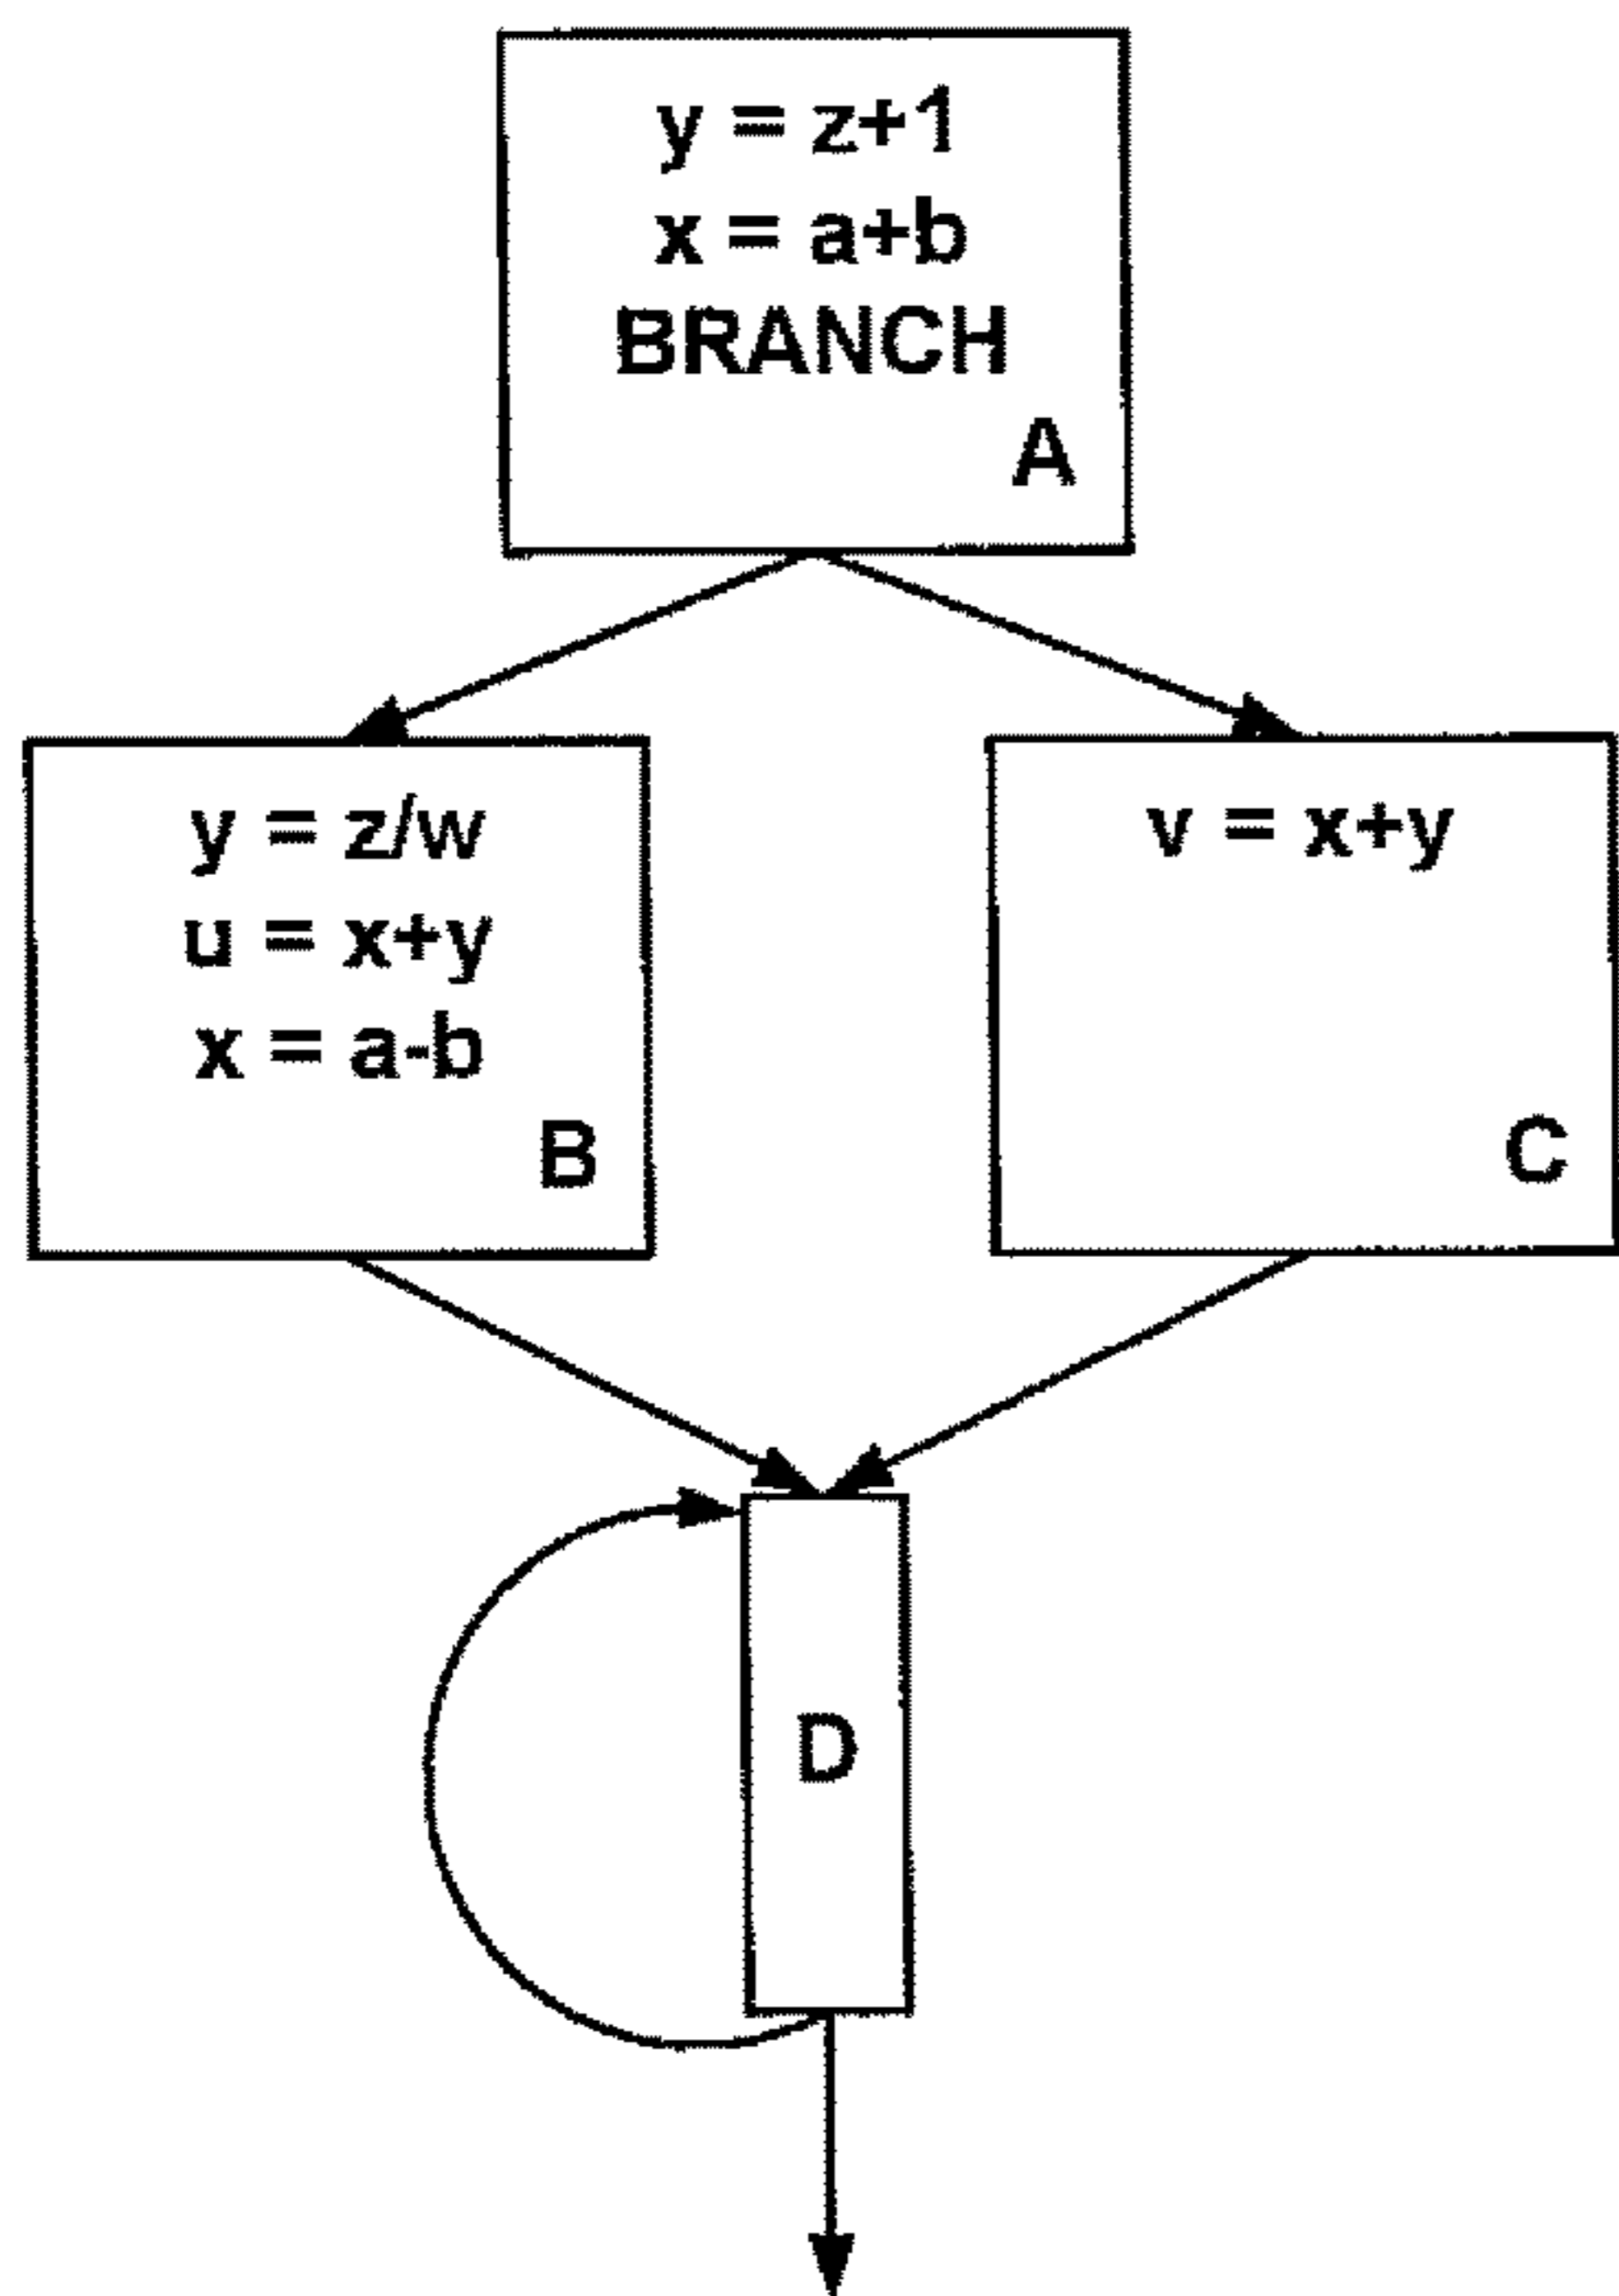 y = z+1
x = a+b
BRANCH
A
y = z/w
u = x+y
x = a-b
B
v = x+y
C
D